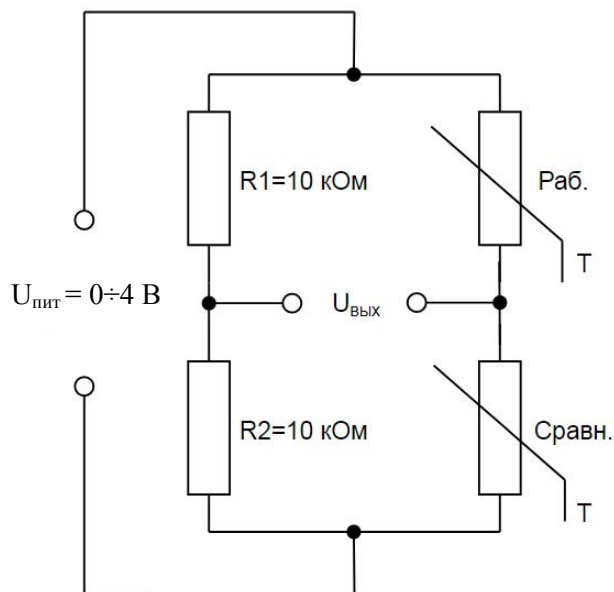 R1=10 кОм
Раб.
T
Uпит = 0÷4 В
Uвых
R2=10 кОм
Сравн.
T